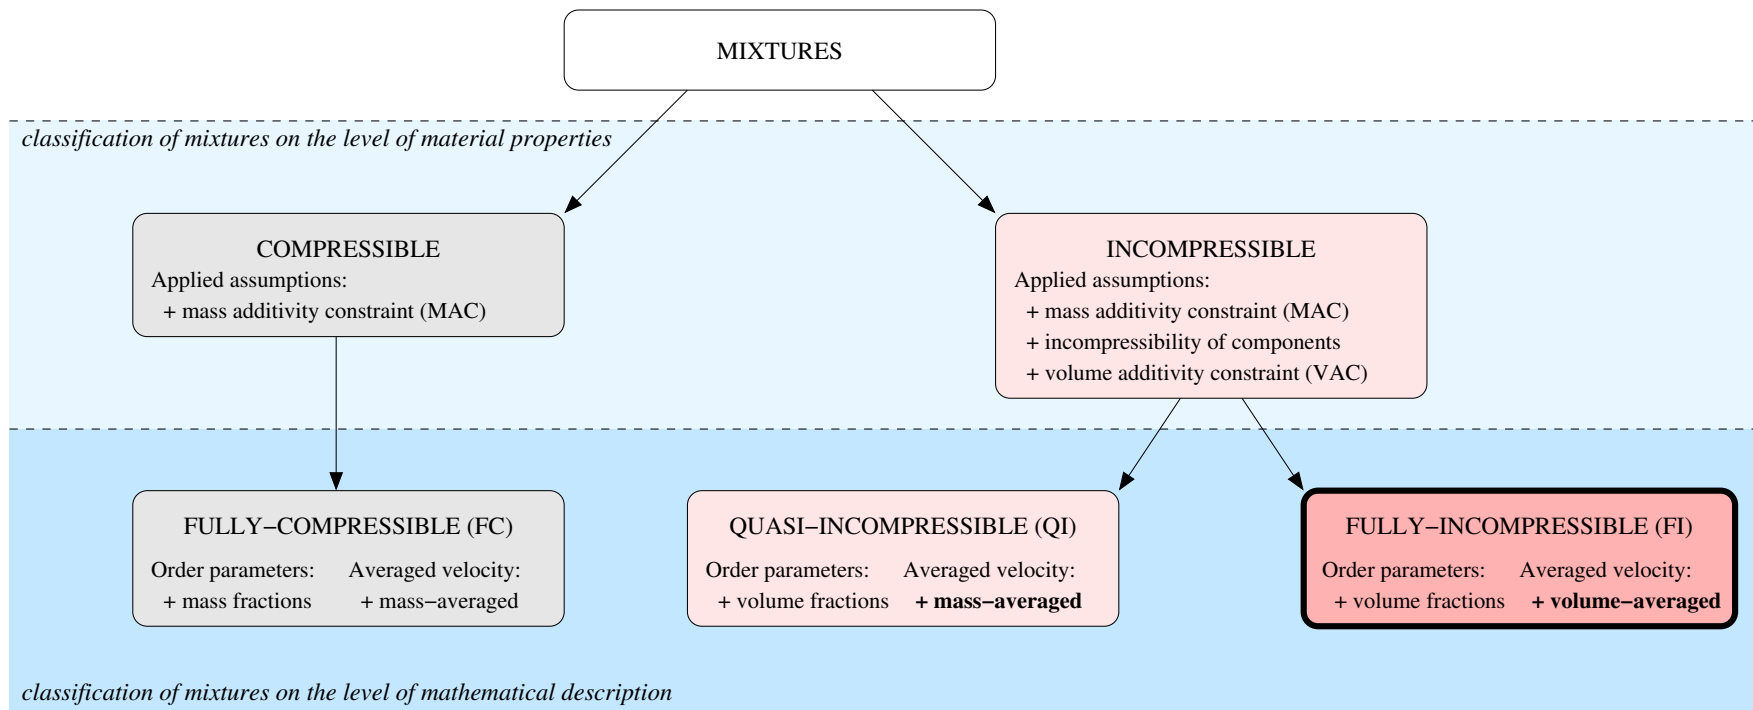 MIXTURES
classification of mixtures on the level of material properties
COMPRESSIBLE
Applied assumptions:
+ mass additivity constraint (MAC)
INCOMPRESSIBLE
Applied assumptions:
+ mass additivity constraint (MAC)
+ incompressibility of components
+ volume additivity constraint (VAC)
FULLY−COMPRESSIBLE (FC)
Order parameters: Averaged velocity:
+ mass fractions + mass−averaged
QUASI−INCOMPRESSIBLE (QI)
Order parameters: Averaged velocity:
+ volume fractions + mass−averaged
FULLY−INCOMPRESSIBLE (FI)
Order parameters: Averaged velocity:
+ volume fractions + volume−averaged
classification of mixtures on the level of mathematical description